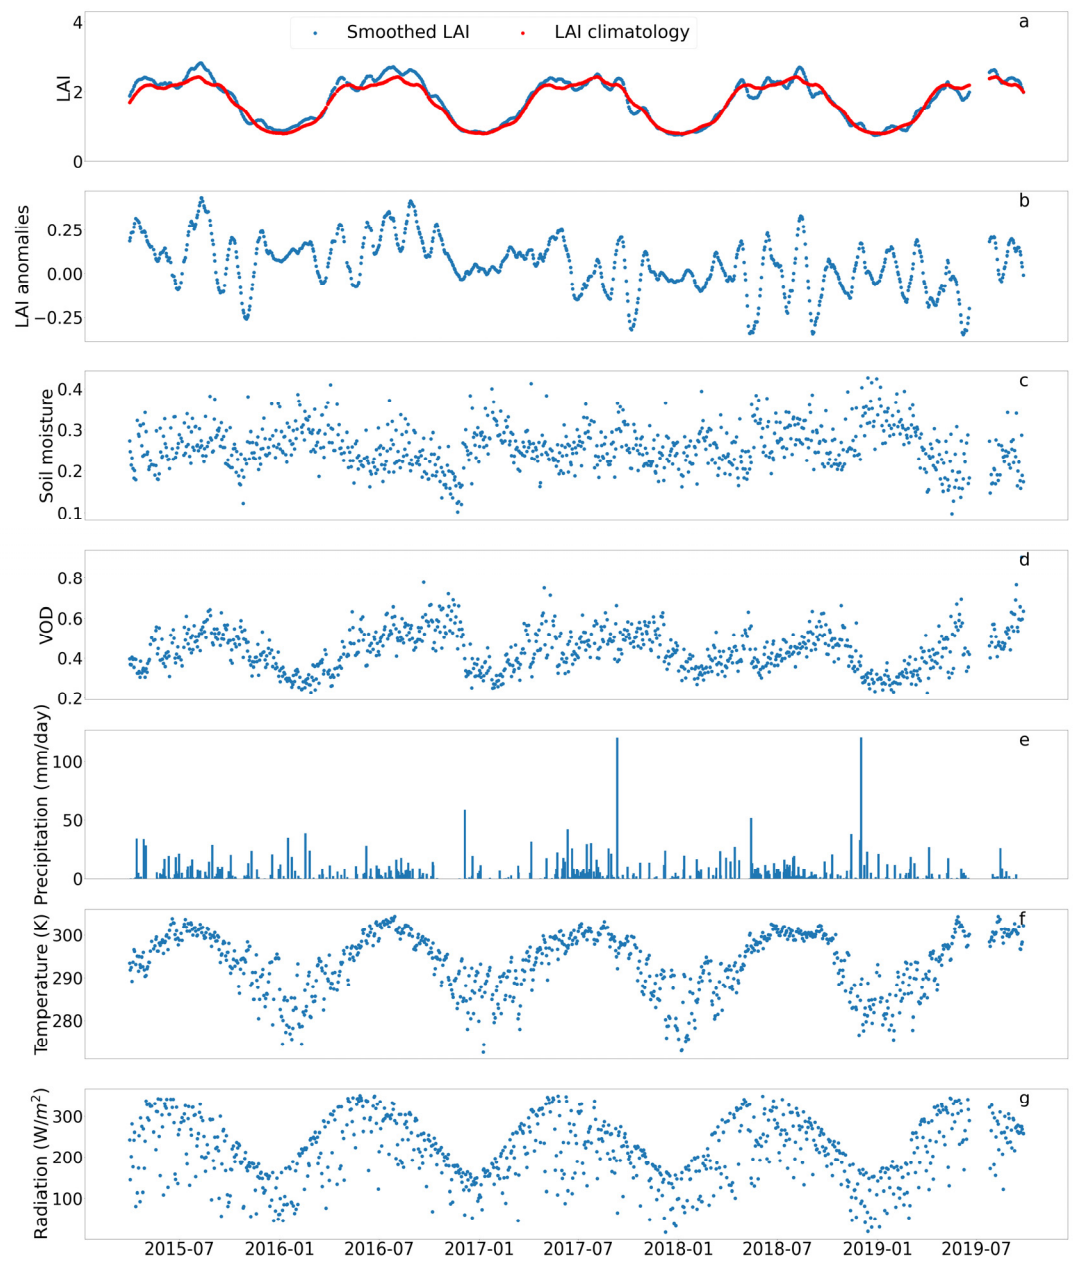 4
2
0
LAI
Smoothed LAI
LAI climatology
a
0.25
0.00
−0.25
LAI anomalies
b
0.4
0.3
0.2
0.1
Soil moisture
c
0.8
0.6
0.4
0.2
VOD
d
100
50
0
Precipitation (mm/day)
e
300
290
280
Temperature (K)
f
300
200
100
Radiation (W/m²)
g
2015-07 2016-01 2016-07 2017-01 2017-07 2018-01 2018-07 2019-01 2019-07